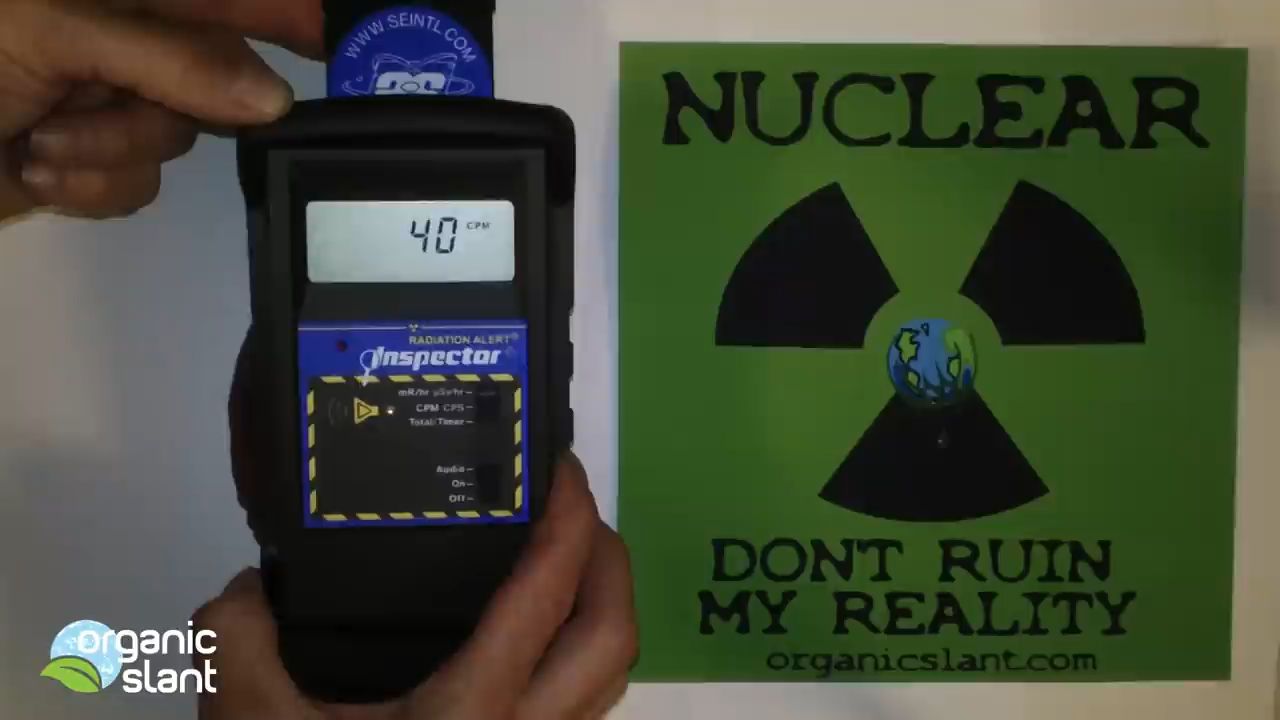 WWW.SEINTL.COM
40 CPM
RADIATION ALERT®
Inspector
mR/hr µSv/hr
CPM CPS
Total/Timer
Audio
On
Off
NUCLEAR
DONT RUIN
MY REALITY
organicslant.com
organic
slant